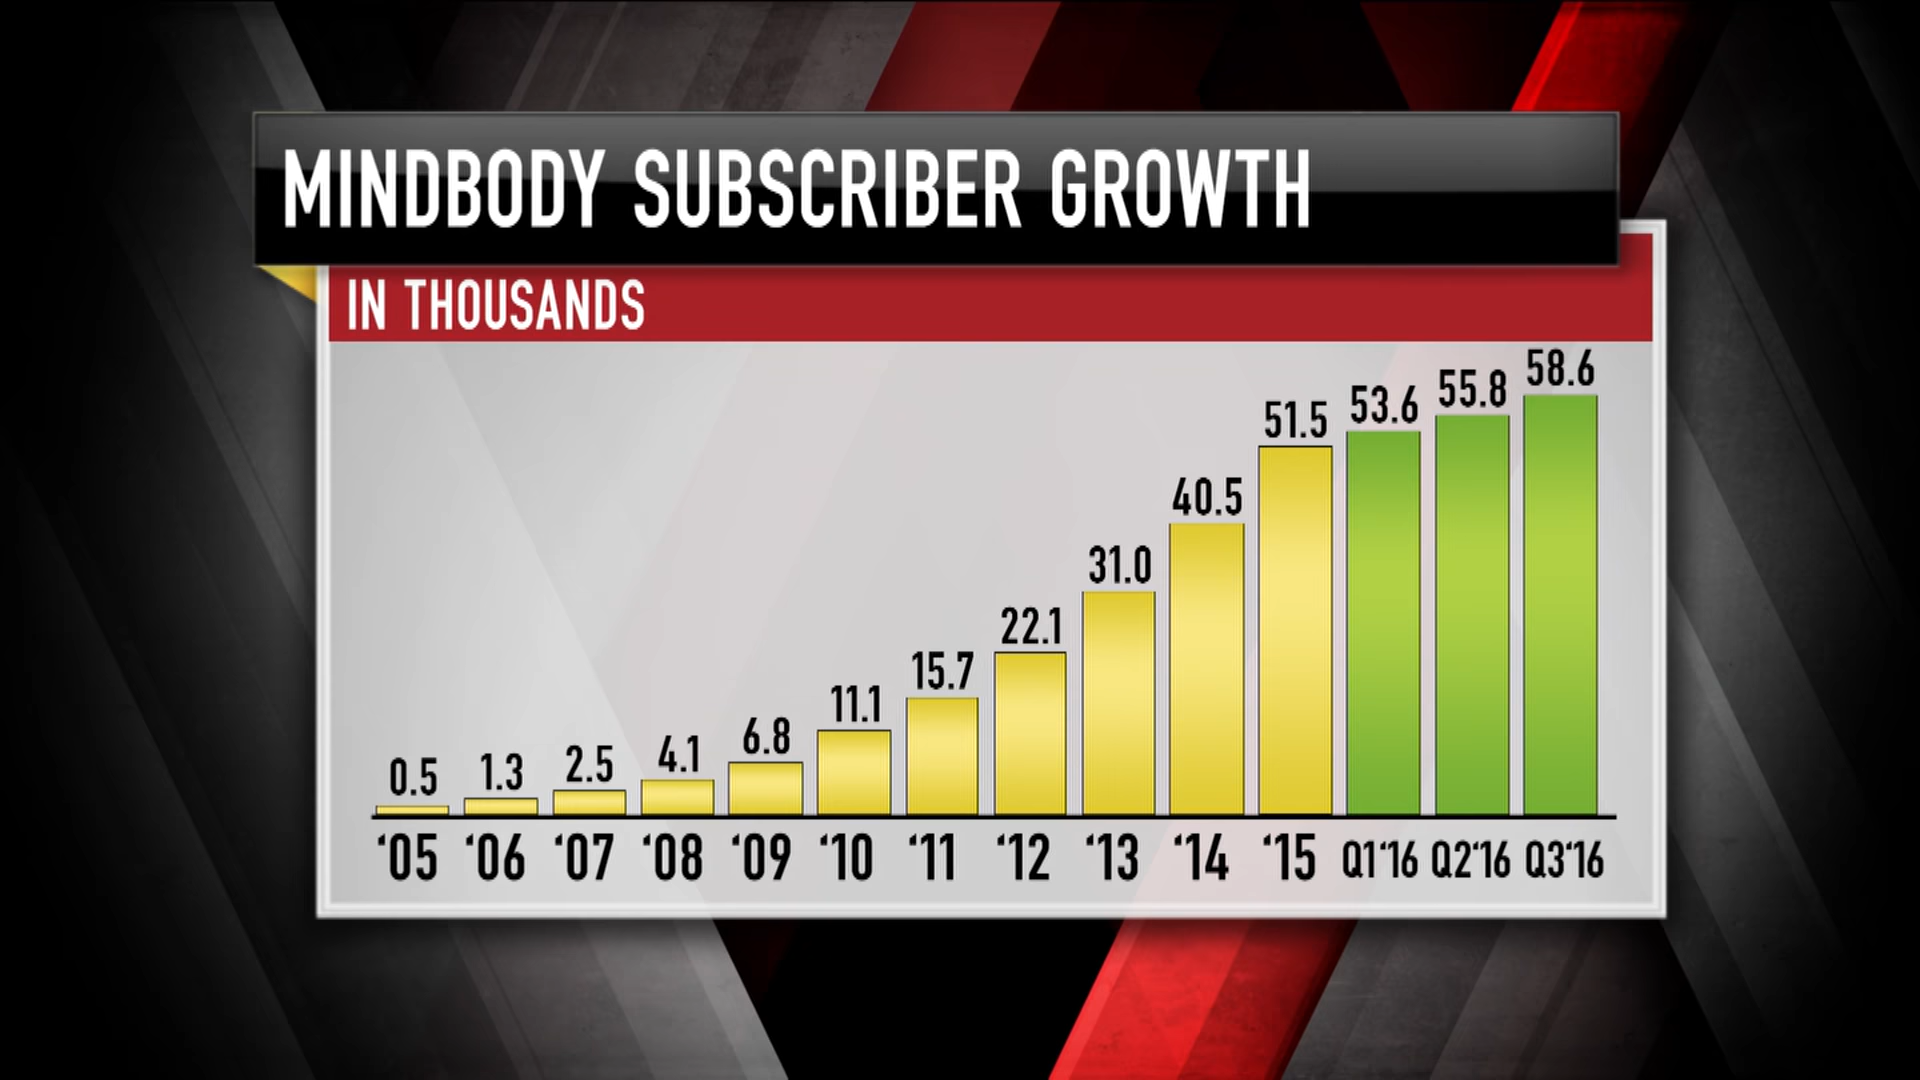 MINDBODY SUBSCRIBER GROWTH
IN THOUSANDS
0.5 1.3 2.5 4.1 6.8 11.1 15.7 22.1 31.0 40.5 51.5 53.6 55.8 58.6
‘05 ‘06 ‘07 ‘08 ‘09 ‘10 ‘11 ‘12 ‘13 ‘14 ‘15 Q1‘16 Q2‘16 Q3‘16